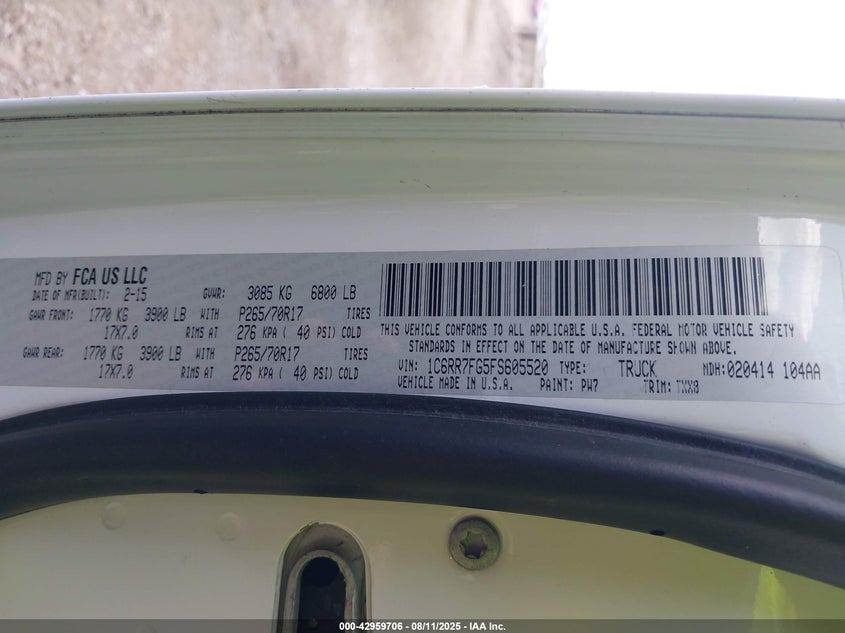 MFD BY FCA US LLC
DATE OF MFR(BUILT): 2-15 GVWR: 3085 KG 6800 LB
GAWR FRONT: 1770 KG 3900 LB WITH P265/70R17 TIRES
17X7.0 RIMS AT 276 KPA ( 40 PSI) COLD
GAWR REAR: 1770 KG 3900 LB WITH P265/70R17 TIRES
17X7.0 RIMS AT 276 KPA ( 40 PSI) COLD
THIS VEHICLE CONFORMS TO ALL APPLICABLE U.S.A. FEDERAL MOTOR VEHICLE SAFETY
STANDARDS IN EFFECT ON THE DATE OF MANUFACTURE SHOWN ABOVE.
VIN: 1C6RR7FG5FS605520 TYPE: TRUCK MDH:020414 104AA
VEHICLE MADE IN U.S.A. PAINT: PW7 TRIM:
000-42959706 - 08/11/2025 - IAA Inc.